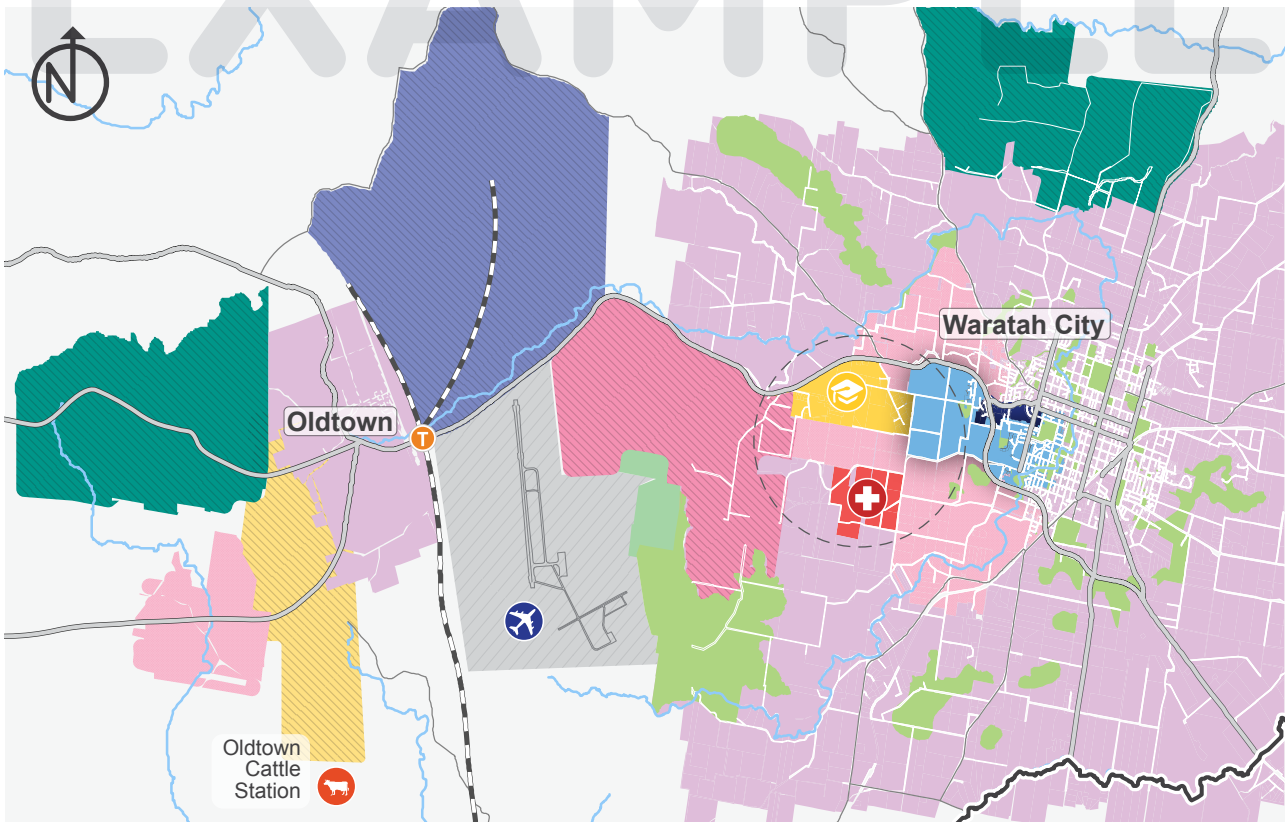 EXAMPLE
N
Waratah City
Oldtown
T
Oldtown
Cattle
Station